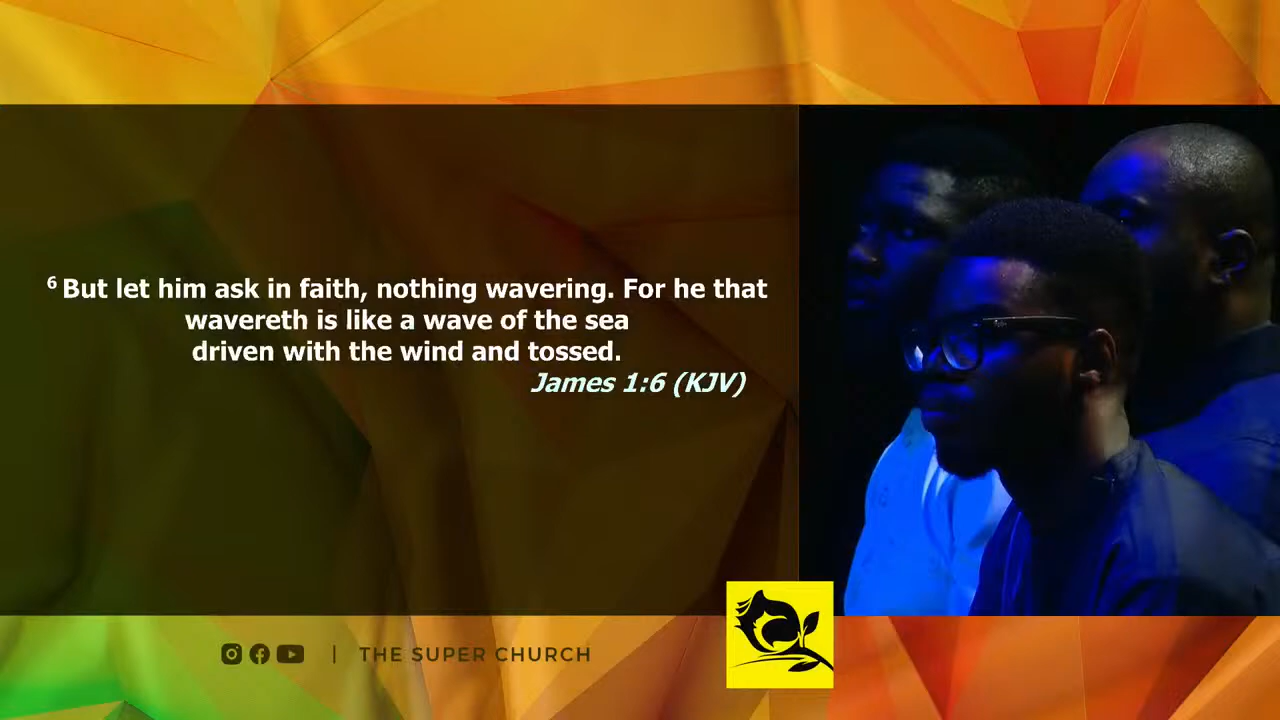 6 But let him ask in faith, nothing wavering. For he that
wavereth is like a wave of the sea
driven with the wind and tossed.
James 1:6 (KJV)
| THE SUPER CHURCH